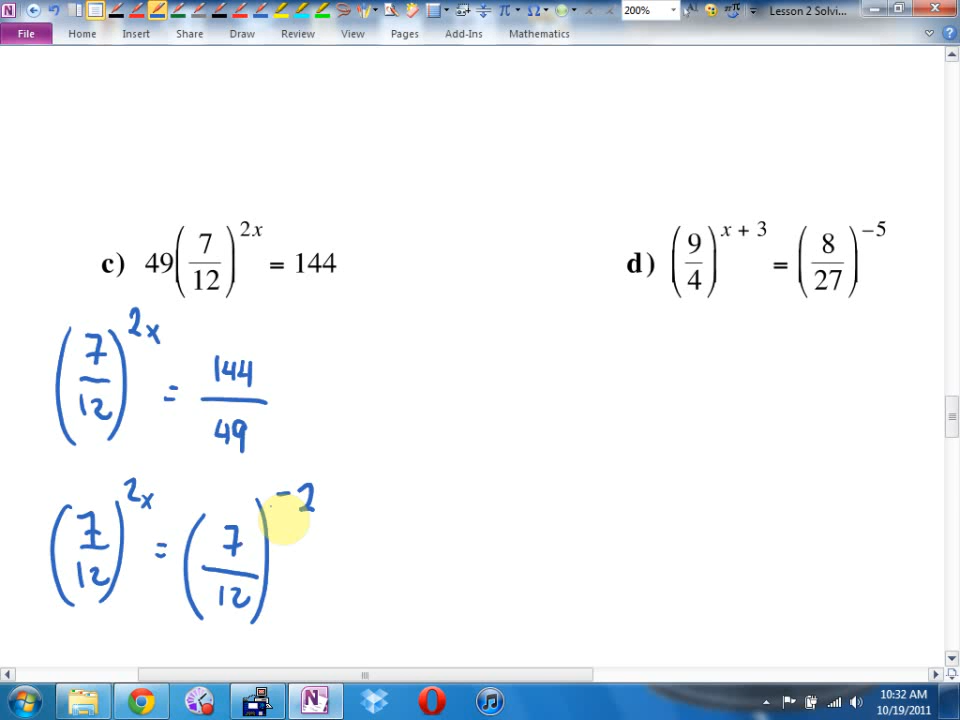 200% Lesson 2 Solvi...
File Home Insert Share Draw Review View Pages Add-Ins Mathematics
c) 49(7/12)^2x = 144
d) (9/4)^x + 3 = (8/27)^−5
(7/12)^2x = 144/49
(7/12)^2x = (7/12)^-2
10:32 AM
10/19/2011